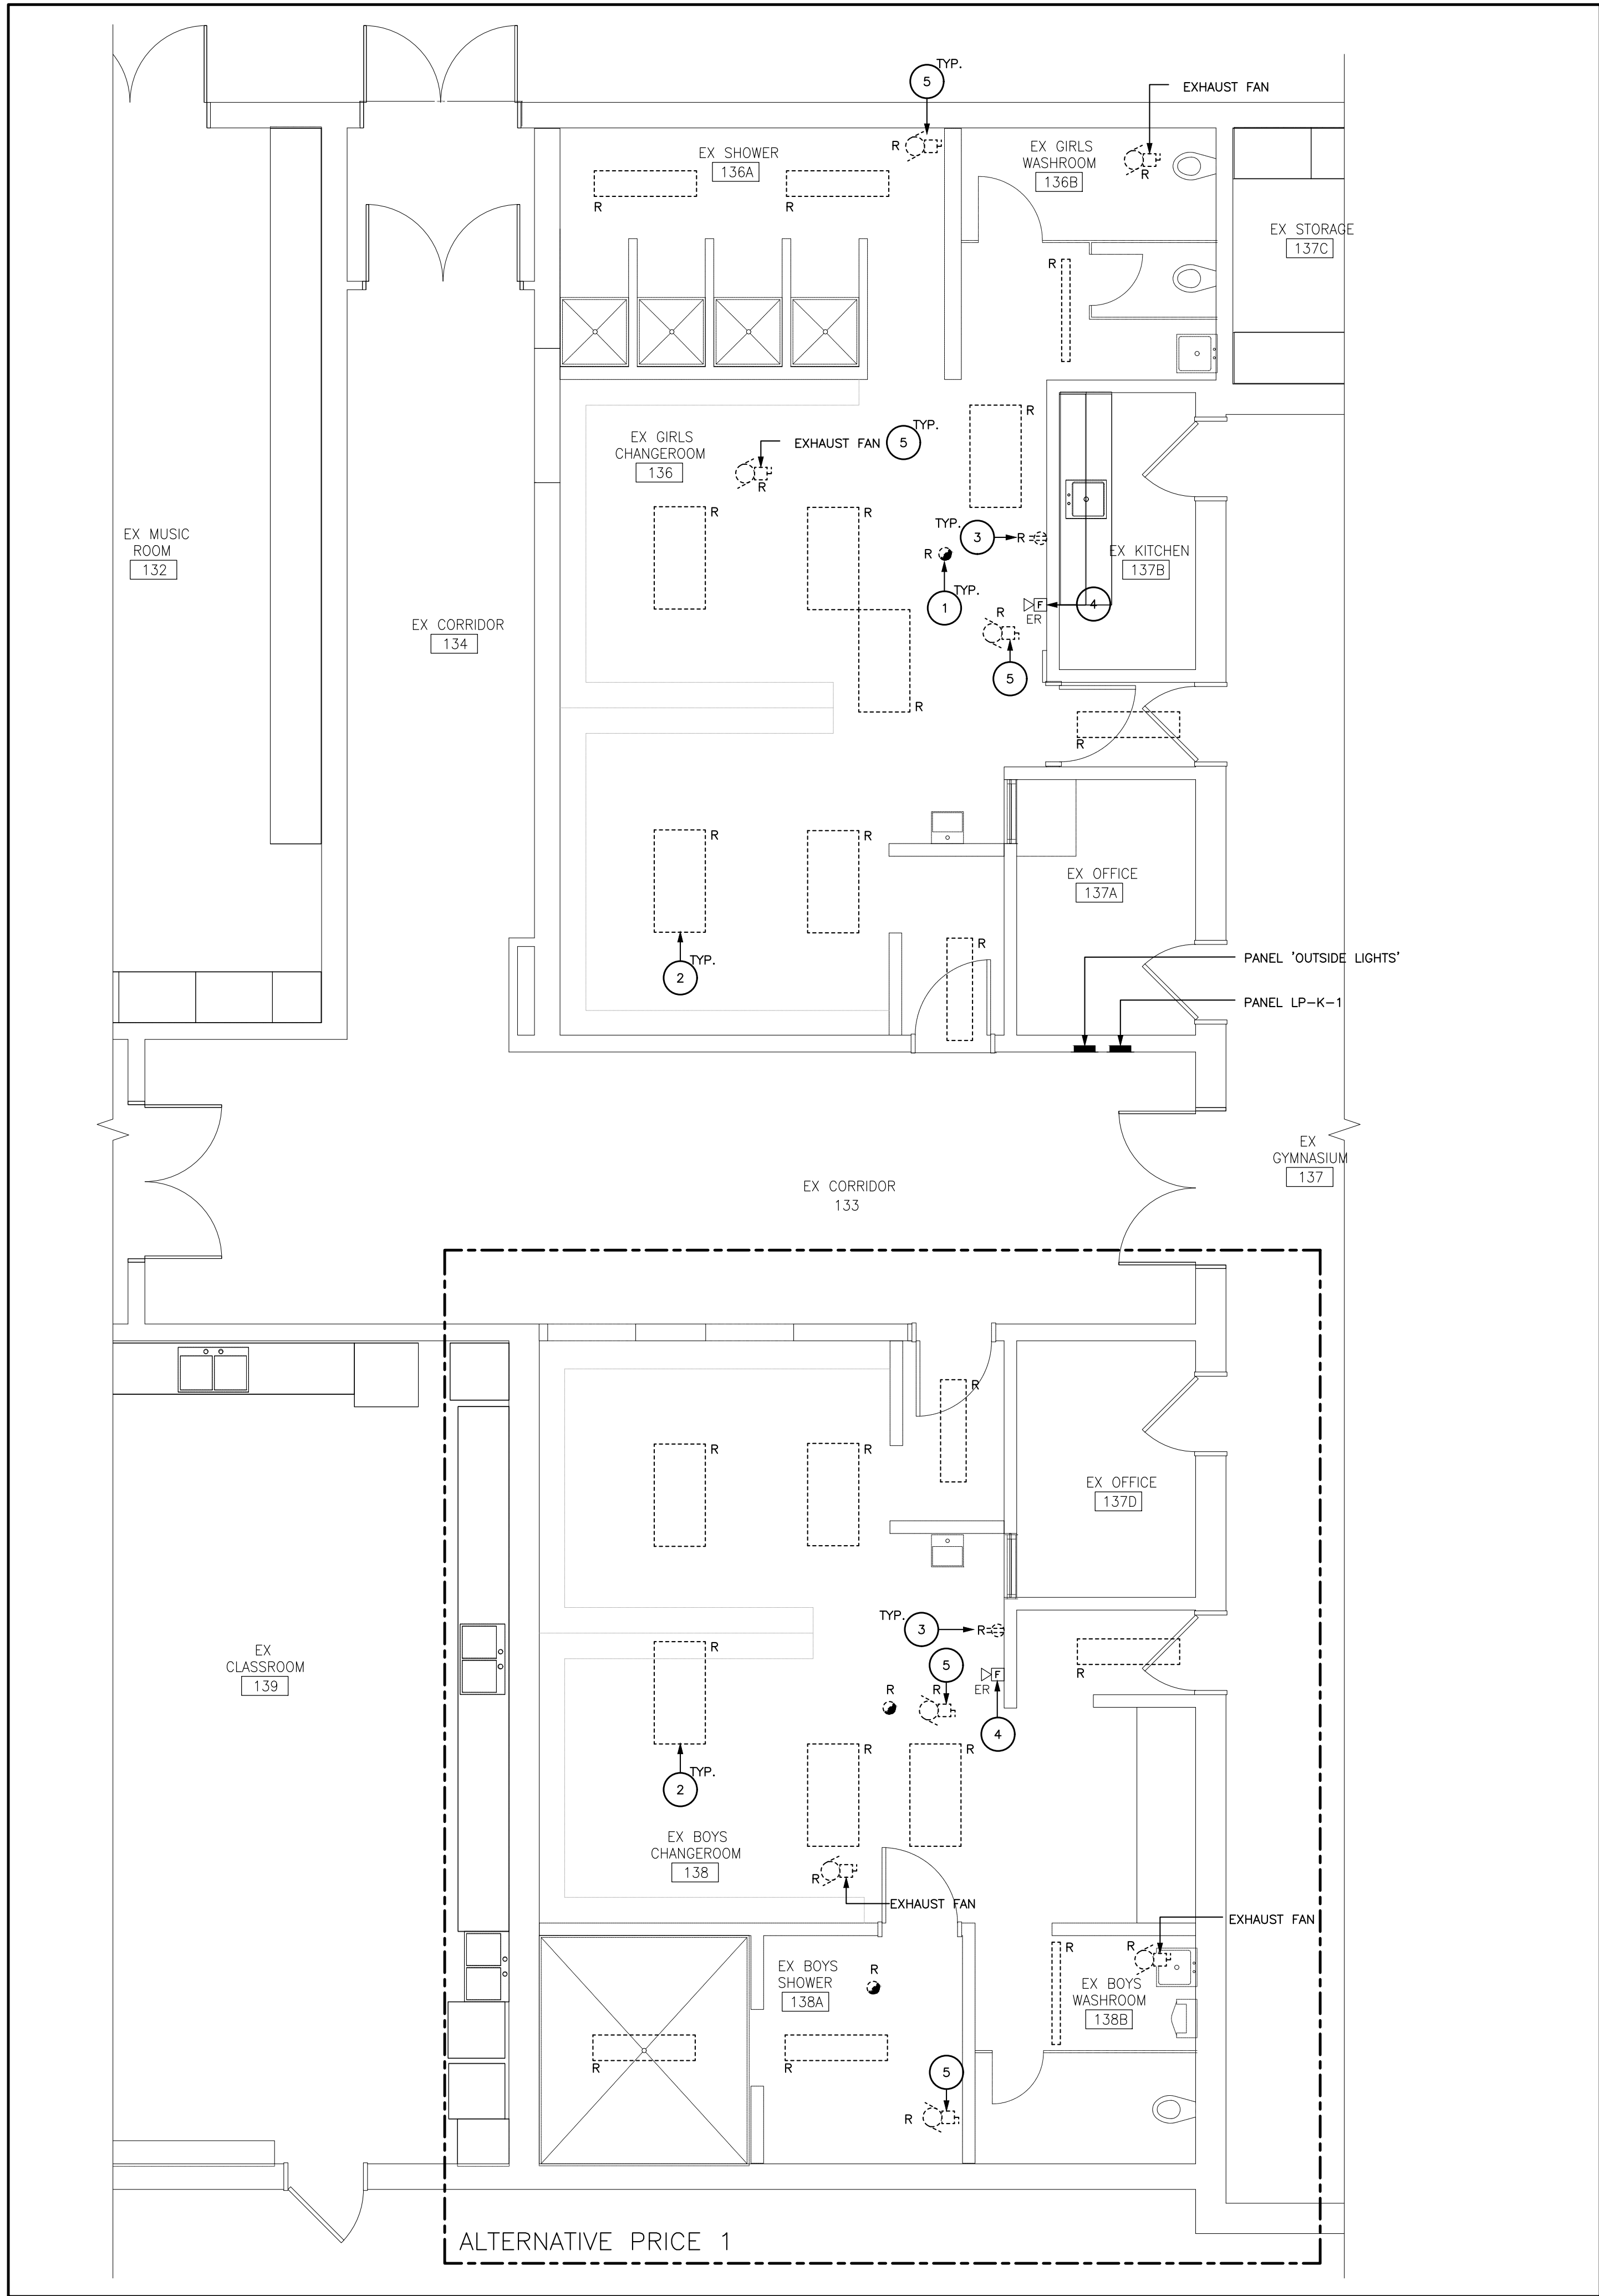 TYP.
5
EXHAUST FAN
R
EX SHOWER
136A
EX GIRLS
WASHROOM
136B
R
R
R
EX STORAGE
137C
R
R
TYP.
EX GIRLS
CHANGEROOM
136
EXHAUST FAN
5
R
R
R
TYP.
3
R
EX MUSIC
ROOM
132
R
EX KITCHEN
137B
TYP.
1
F
4
ER
R
EX CORRIDOR
134
5
R
R
R
R
EX OFFICE
137A
R
PANEL 'OUTSIDE LIGHTS'
TYP.
2
PANEL LP-K-1
EX
GYMNASIUM
137
EX CORRIDOR
133
R
R
R
EX OFFICE
137D
TYP.
3
R
R
EX
CLASSROOM
139
5
F
R
R
R
ER
4
R
R
TYP.
2
EX BOYS
CHANGEROOM
138
R
EXHAUST FAN
EXHAUST FAN
R
R
EX BOYS
SHOWER
138A
R
EX BOYS
WASHROOM
138B
R
R
5
R
ALTERNATIVE PRICE 1